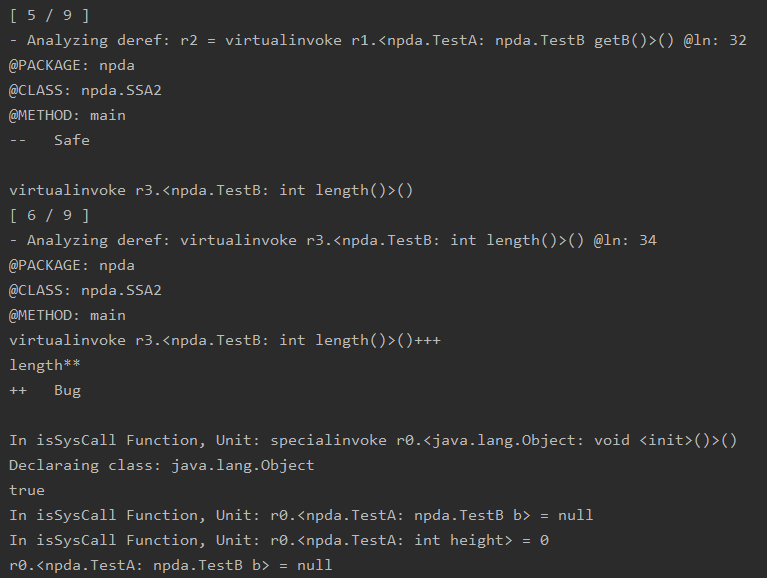 [ 5 / 9 ]
- Analyzing deref: r2 = virtualinvoke r1.<npda.TestA: npda.TestB getB()>() @ln: 32
@PACKAGE: npda
@CLASS: npda.SSA2
@METHOD: main
--   Safe
virtualinvoke r3.<npda.TestB: int length()>()
[ 6 / 9 ]
- Analyzing deref: virtualinvoke r3.<npda.TestB: int length()>() @ln: 34
@PACKAGE: npda
@CLASS: npda.SSA2
@METHOD: main
virtualinvoke r3.<npda.TestB: int length()>()+++
length**
++   Bug
In isSysCall Function, Unit: specialinvoke r0.<java.lang.Object: void <init>()>()
Declaraing class: java.lang.Object
true
In isSysCall Function, Unit: r0.<npda.TestA: npda.TestB b> = null
In isSysCall Function, Unit: r0.<npda.TestA: int height> = 0
r0.<npda.TestA: npda.TestB b> = null